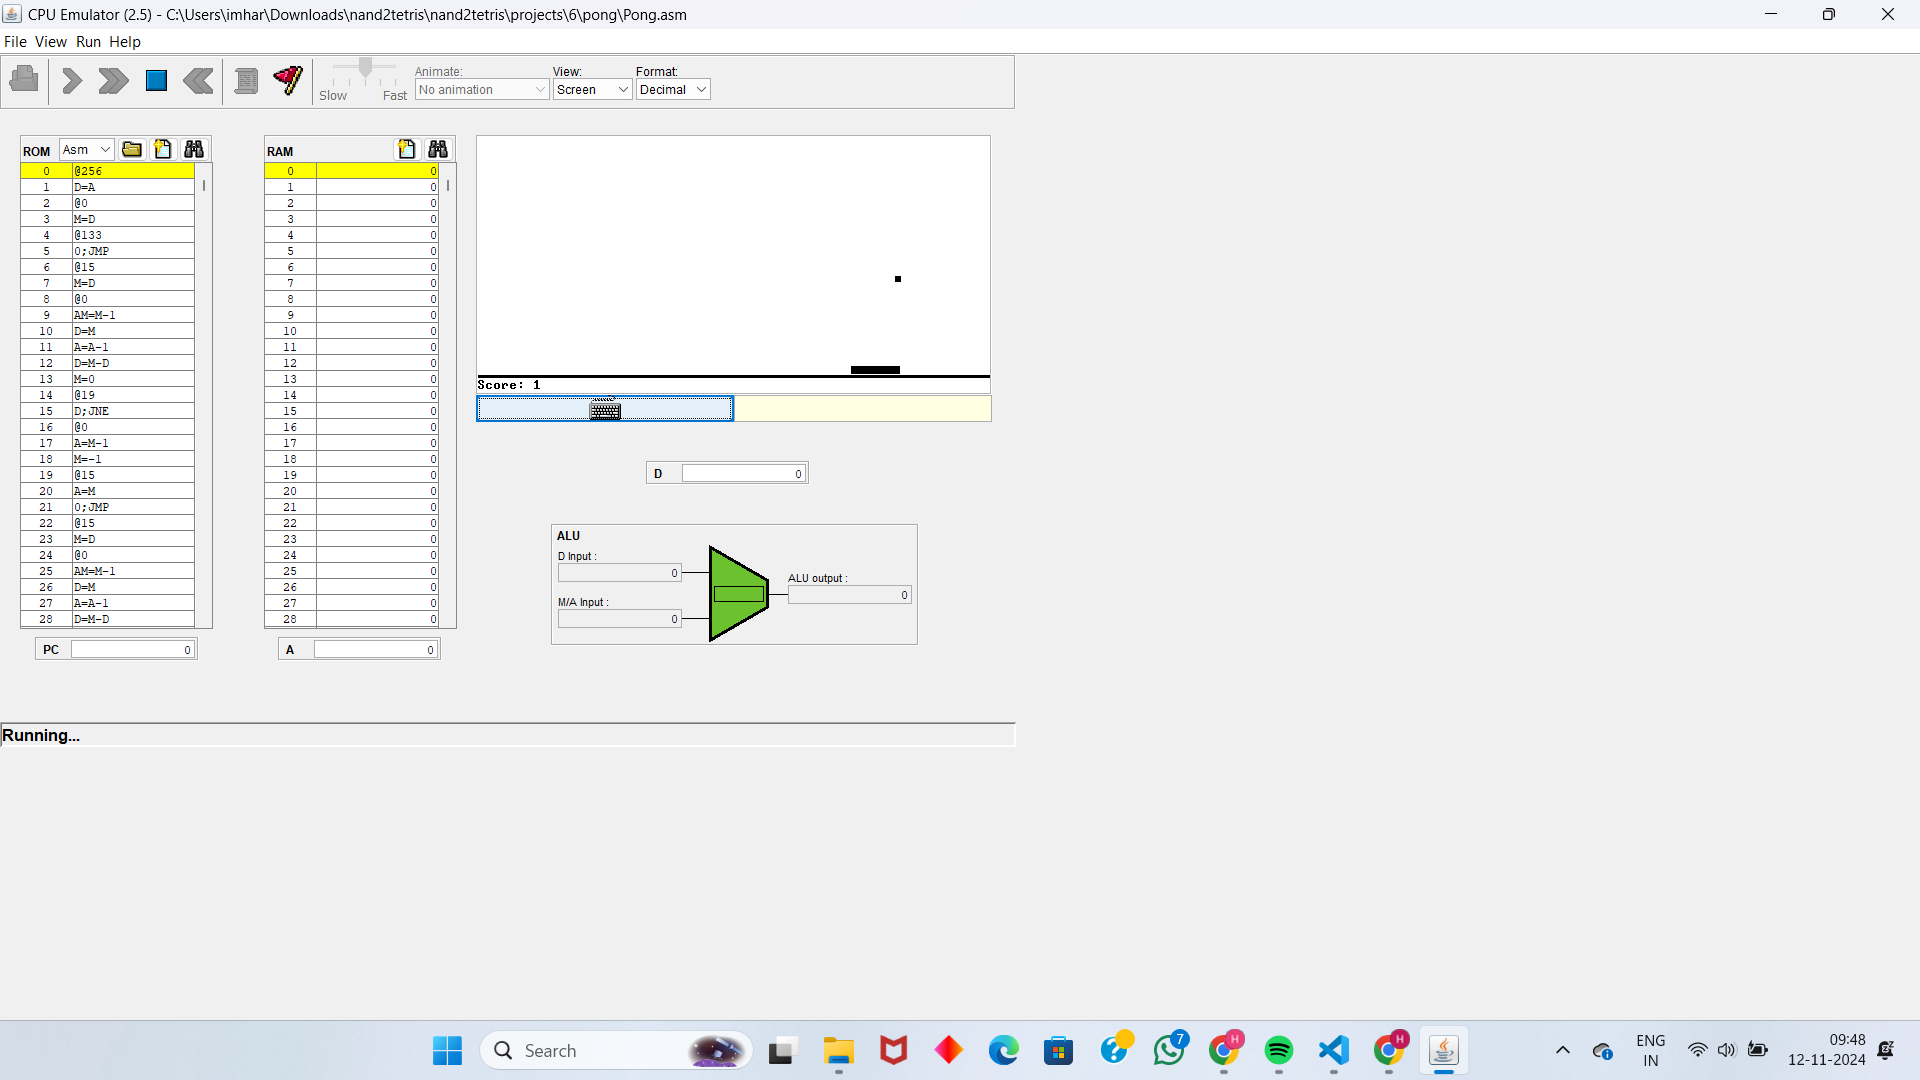 CPU Emulator (2.5) - C:\Users\imhar\Downloads\nand2tetris\nand2tetris\projects\6\pong\Pong.asm
File View Run Help
Slow Fast
Animate:
No animation
View:
Screen
Format:
Decimal
ROM Asm
0 @256
1 D=A
2 @0
3 M=D
4 @133
5 0;JMP
6 @15
7 M=D
8 @0
9 AM=M-1
10 D=M
11 A=A-1
12 D=M-D
13 M=0
14 @19
15 D;JNE
16 @0
17 A=M-1
18 M=-1
19 @15
20 A=M
21 0;JMP
22 @15
23 M=D
24 @0
25 AM=M-1
26 D=M
27 A=A-1
28 D=M-D
PC 0
RAM
0 0
1 0
2 0
3 0
4 0
5 0
6 0
7 0
8 0
9 0
10 0
11 0
12 0
13 0
14 0
15 0
16 0
17 0
18 0
19 0
20 0
21 0
22 0
23 0
24 0
25 0
26 0
27 0
28 0
A 0
Score: 1
D 0
ALU
D Input :
0
M/A Input :
0
ALU output :
0
Running...
Search
7
H
H
ENG
IN
09:48
12-11-2024